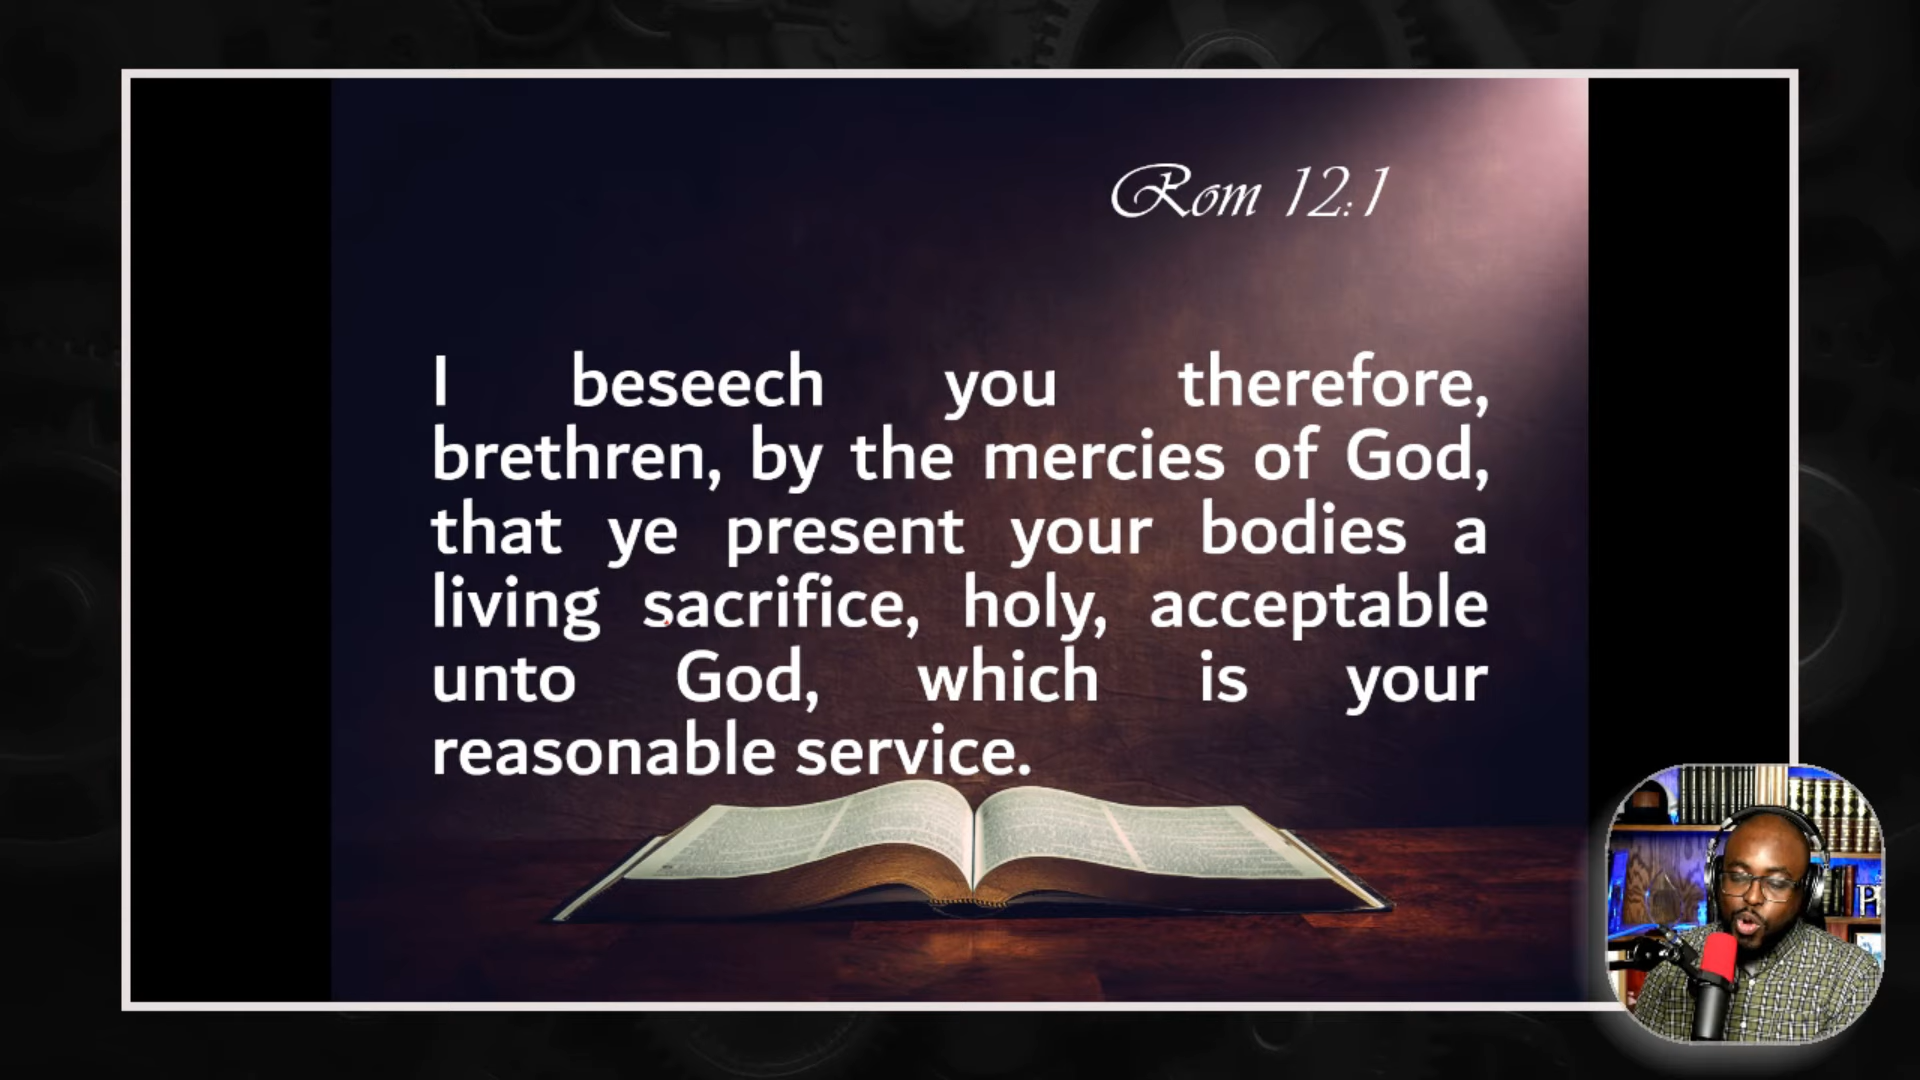 Rom 12:1
I beseech you therefore,
brethren, by the mercies of God,
that ye present your bodies a
living sacrifice, holy, acceptable
unto God, which is your
reasonable service.